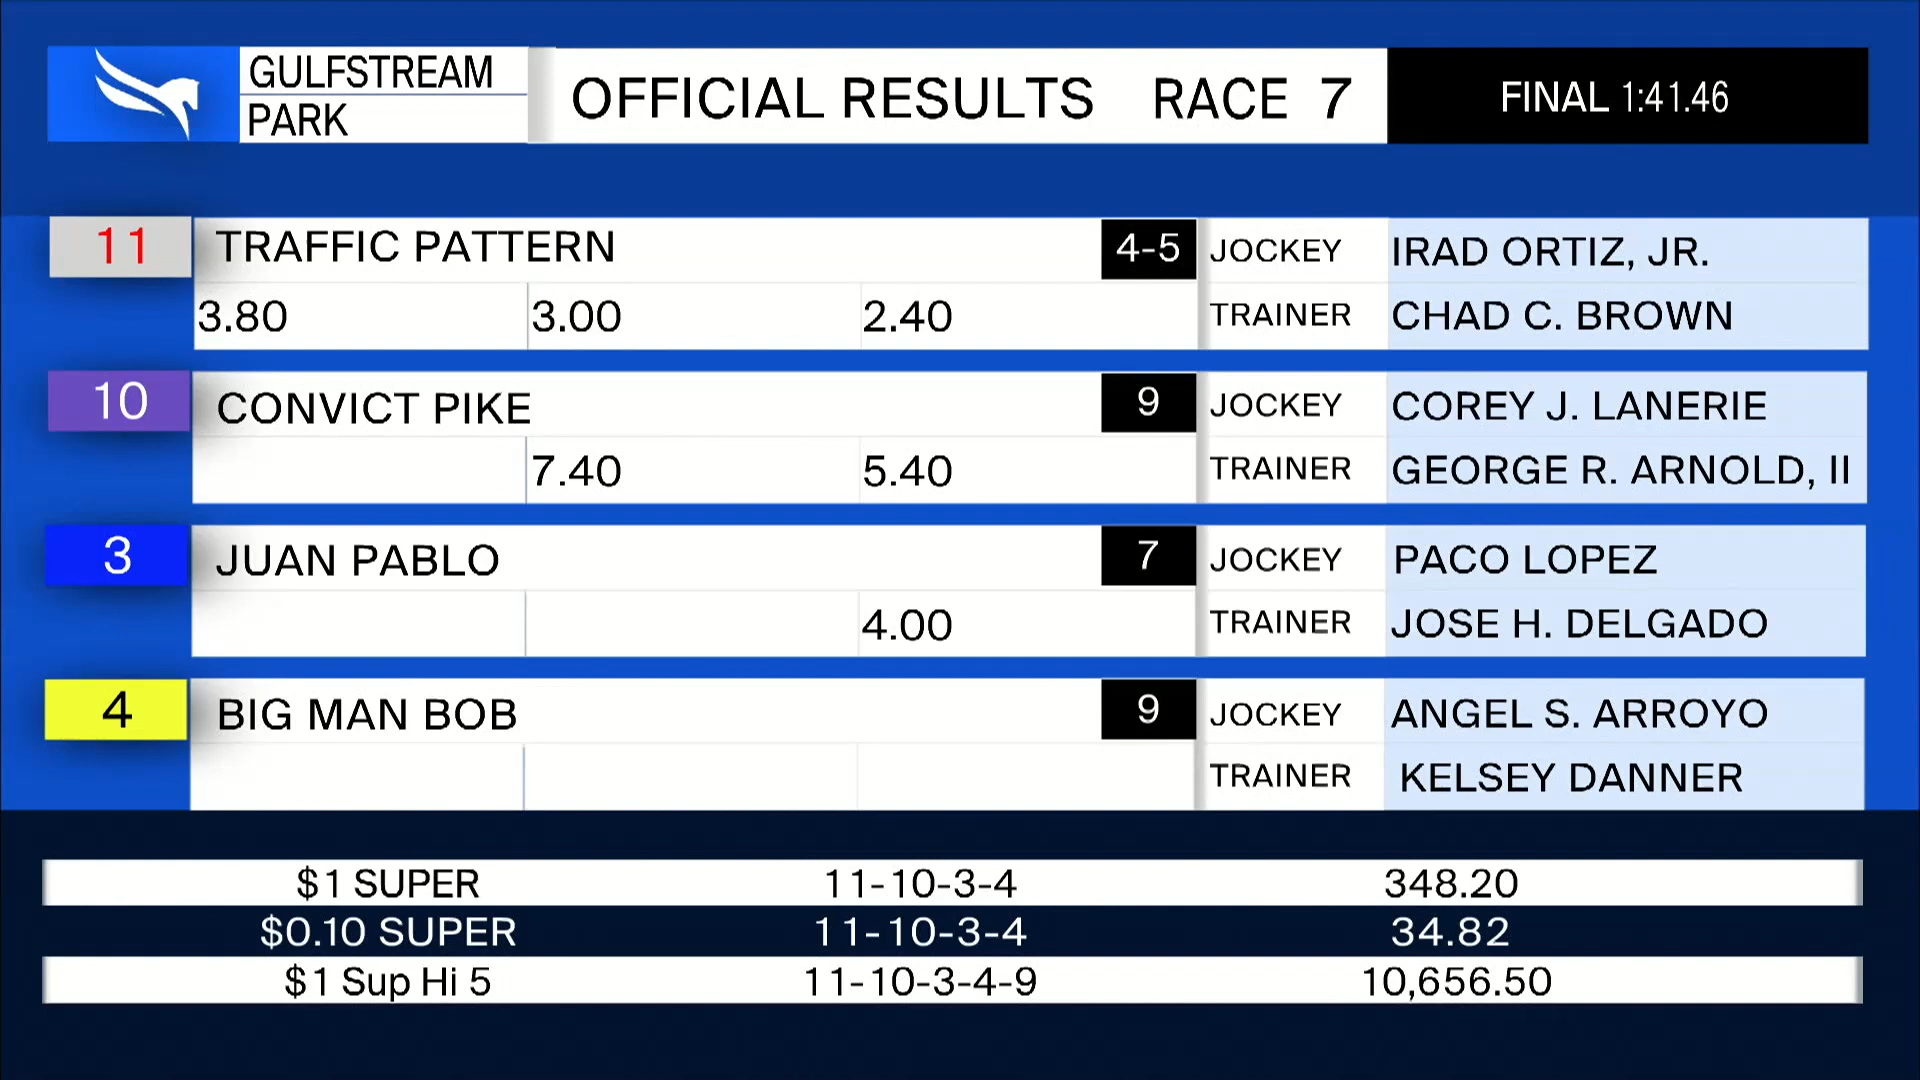 GULFSTREAM
PARK
OFFICIAL RESULTS RACE 7
FINAL 1:41.46
11 TRAFFIC PATTERN 4-5 JOCKEY IRAD ORTIZ, JR.
3.80 3.00 2.40 TRAINER CHAD C. BROWN
10 CONVICT PIKE 9 JOCKEY COREY J. LANERIE
7.40 5.40 TRAINER GEORGE R. ARNOLD, II
3 JUAN PABLO 7 JOCKEY PACO LOPEZ
4.00 TRAINER JOSE H. DELGADO
4 BIG MAN BOB 9 JOCKEY ANGEL S. ARROYO
TRAINER KELSEY DANNER
$1 SUPER 11-10-3-4 348.20
$0.10 SUPER 11-10-3-4 34.82
$1 Sup Hi 5 11-10-3-4-9 10,656.50